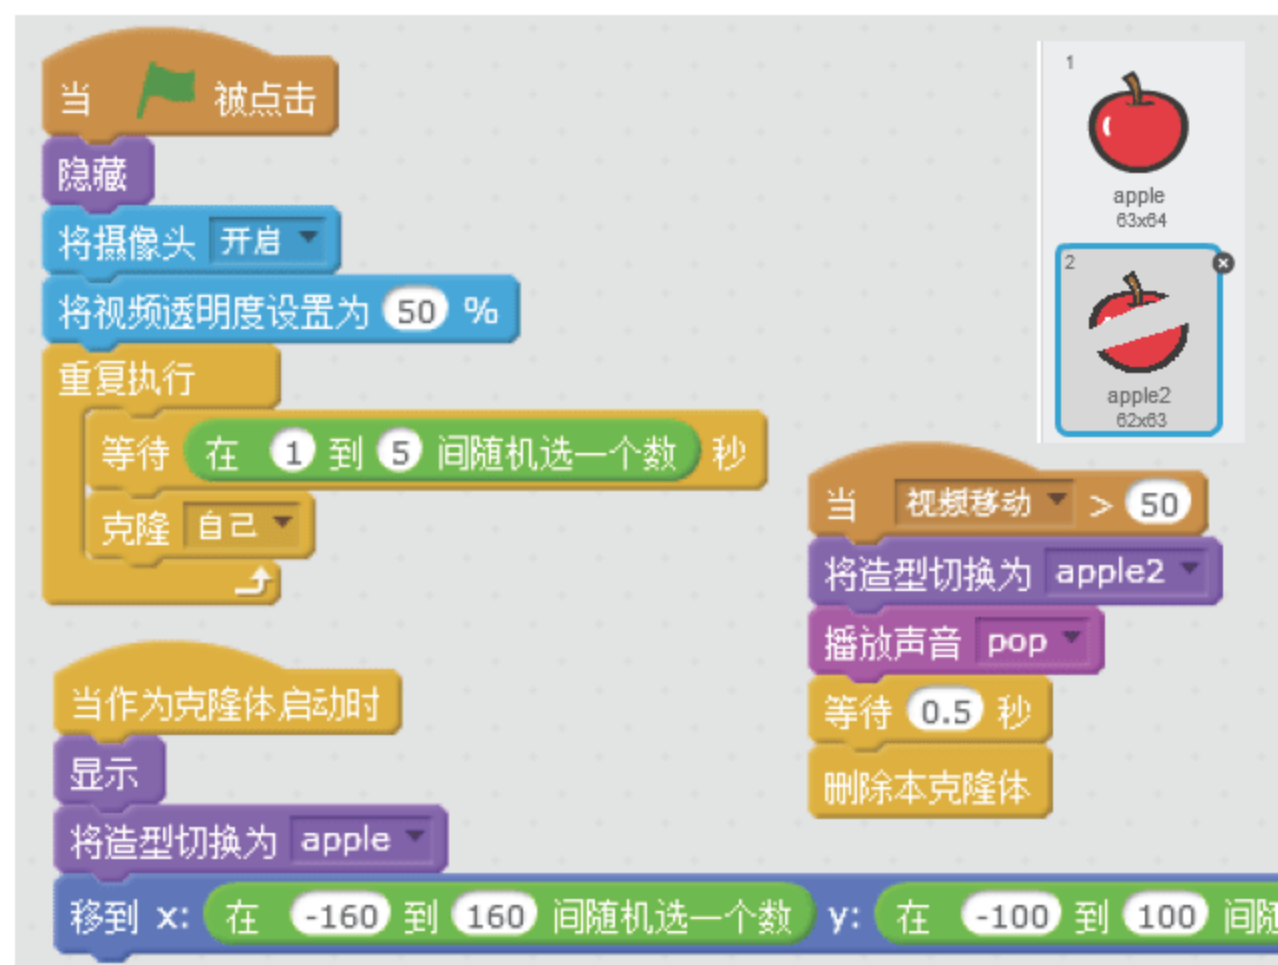 当 被点击
隐藏
将摄像头 开启
将视频透明度设置为 50 %
重复执行
等待 在 1 到 5 间随机选一个数 秒
克隆 自己
当作为克隆体启动时
显示
将造型切换为 apple
移到 x: 在 -160 到 160 间随机选一个数 y: 在 -100 到 100 间随
1
apple
63x64
2
apple2
62x63
当 视频移动 > 50
将造型切换为 apple2
播放声音 pop
等待 0.5 秒
删除本克隆体